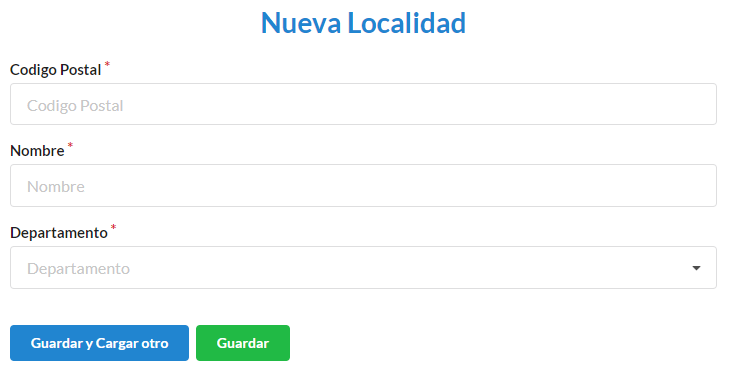 Nueva Localidad
Codigo Postal *
Codigo Postal
Nombre *
Nombre
Departamento *
Departamento
Guardar y Cargar otro Guardar